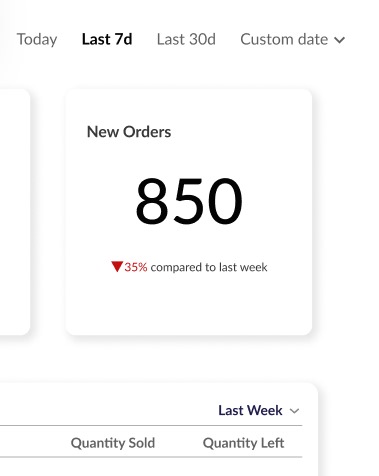 Today Last 7d Last 30d Custom date
New Orders
850
▼35% compared to last week
Last Week
Quantity Sold Quantity Left